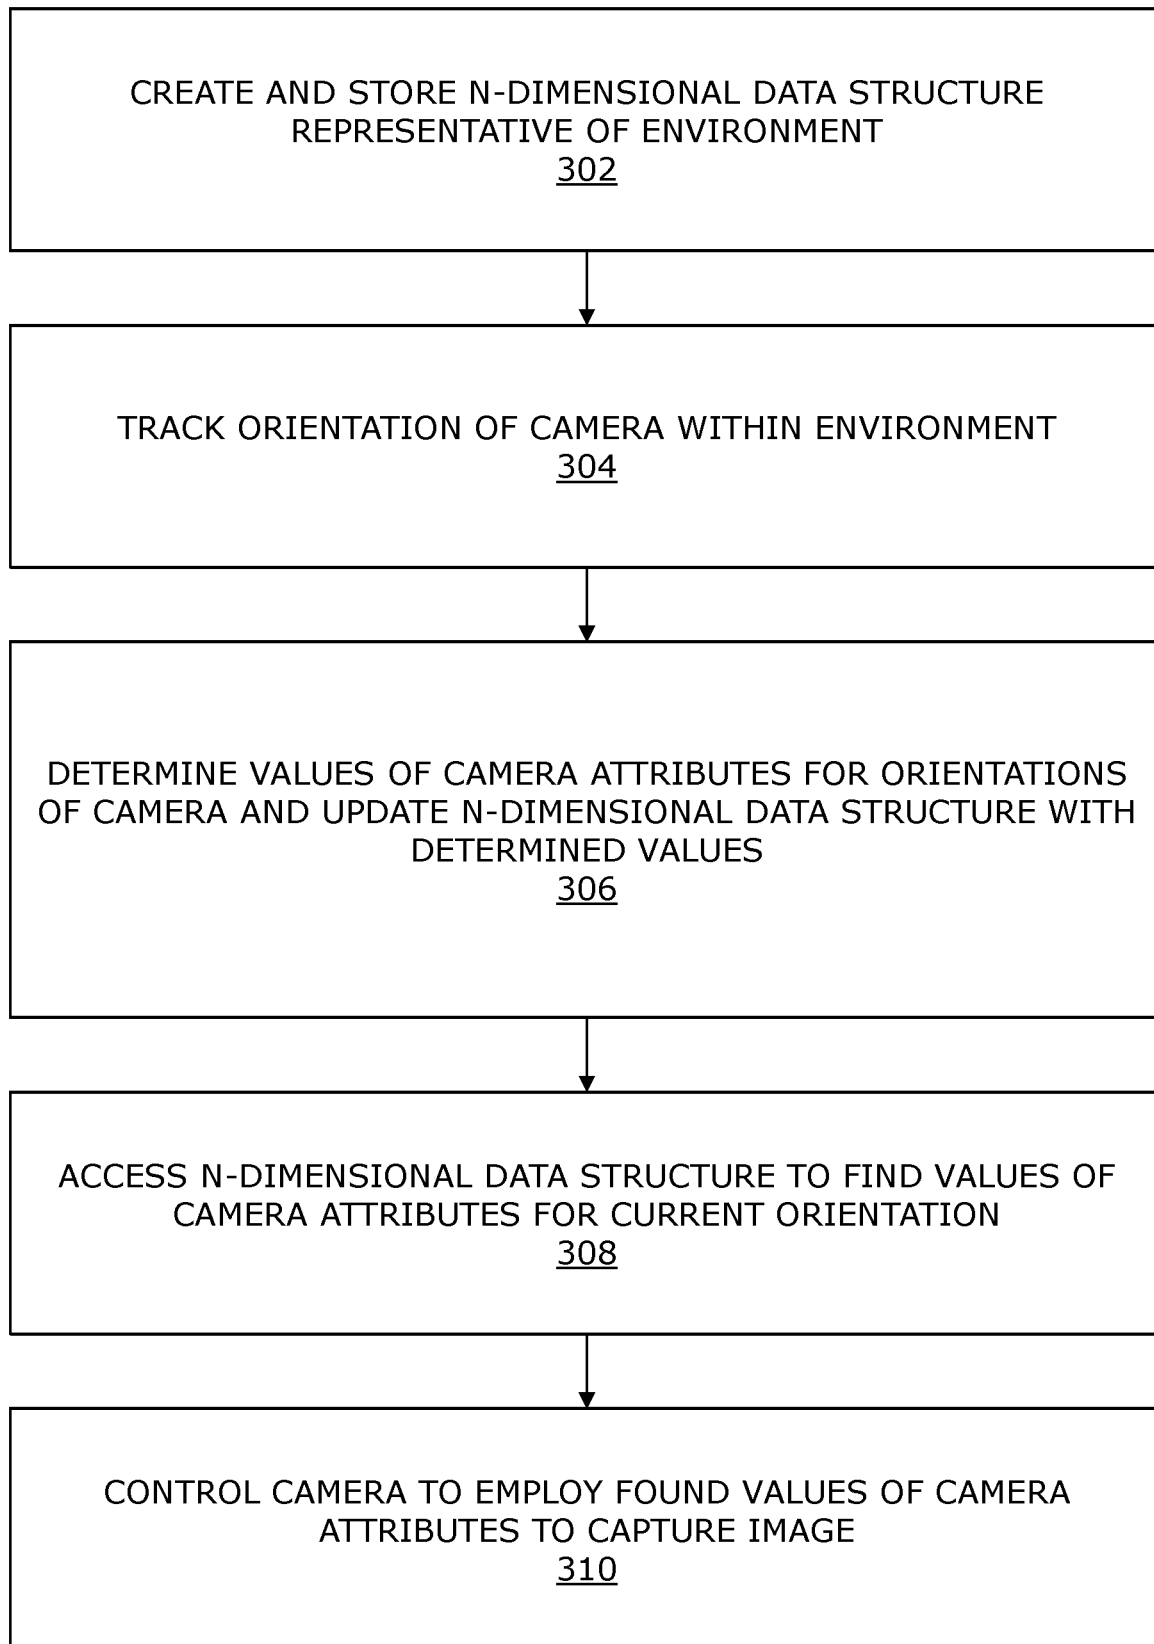 CREATE AND STORE N-DIMENSIONAL DATA STRUCTURE
REPRESENTATIVE OF ENVIRONMENT
302
TRACK ORIENTATION OF CAMERA WITHIN ENVIRONMENT
304
DETERMINE VALUES OF CAMERA ATTRIBUTES FOR ORIENTATIONS
OF CAMERA AND UPDATE N-DIMENSIONAL DATA STRUCTURE WITH
DETERMINED VALUES
306
ACCESS N-DIMENSIONAL DATA STRUCTURE TO FIND VALUES OF
CAMERA ATTRIBUTES FOR CURRENT ORIENTATION
308
CONTROL CAMERA TO EMPLOY FOUND VALUES OF CAMERA
ATTRIBUTES TO CAPTURE IMAGE
310